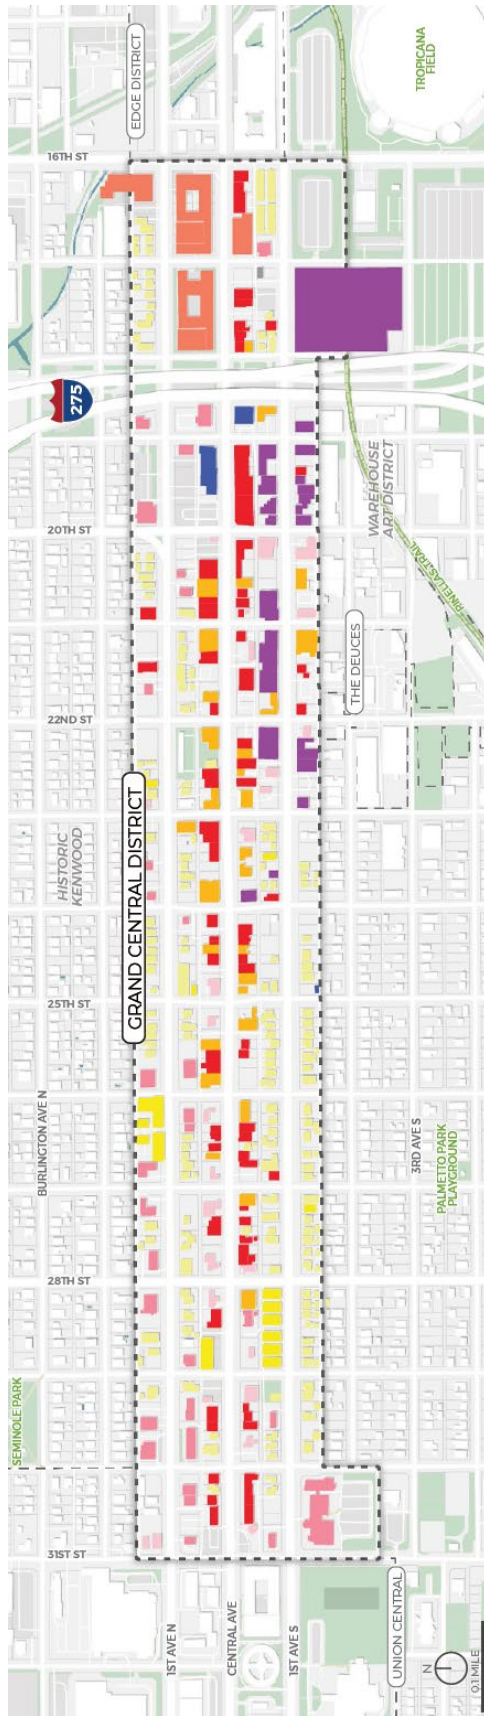 EDGE DISTRICT
TROPICANA
FIELD
16TH ST
275
WAREHOUSE
ART DISTRICT
20TH ST
PINELLAS TRAIL
THE DEUCES
22ND ST
HISTORIC
KENWOOD
GRAND CENTRAL DISTRICT
25TH ST
BURLINGTON AVE N
3RD AVE S
PALMETTO PARK
PLAYGROUND
28TH ST
SEMINOLE PARK
31ST ST
1ST AVE N
CENTRAL AVE
1ST AVE S
UNION CENTRAL
N
0.1 MILE